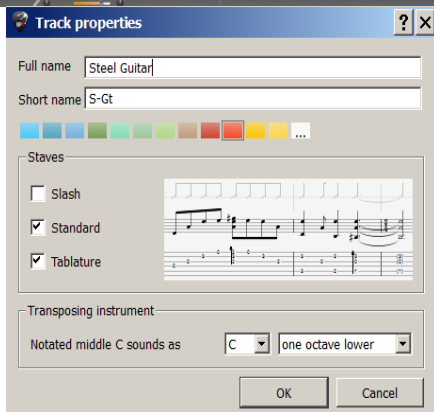 Track properties
Full name Steel Guitar
Short name S-Gt
...
Staves
Slash
Standard
Tablature
Transposing instrument
Notated middle C sounds as C one octave lower
OK Cancel